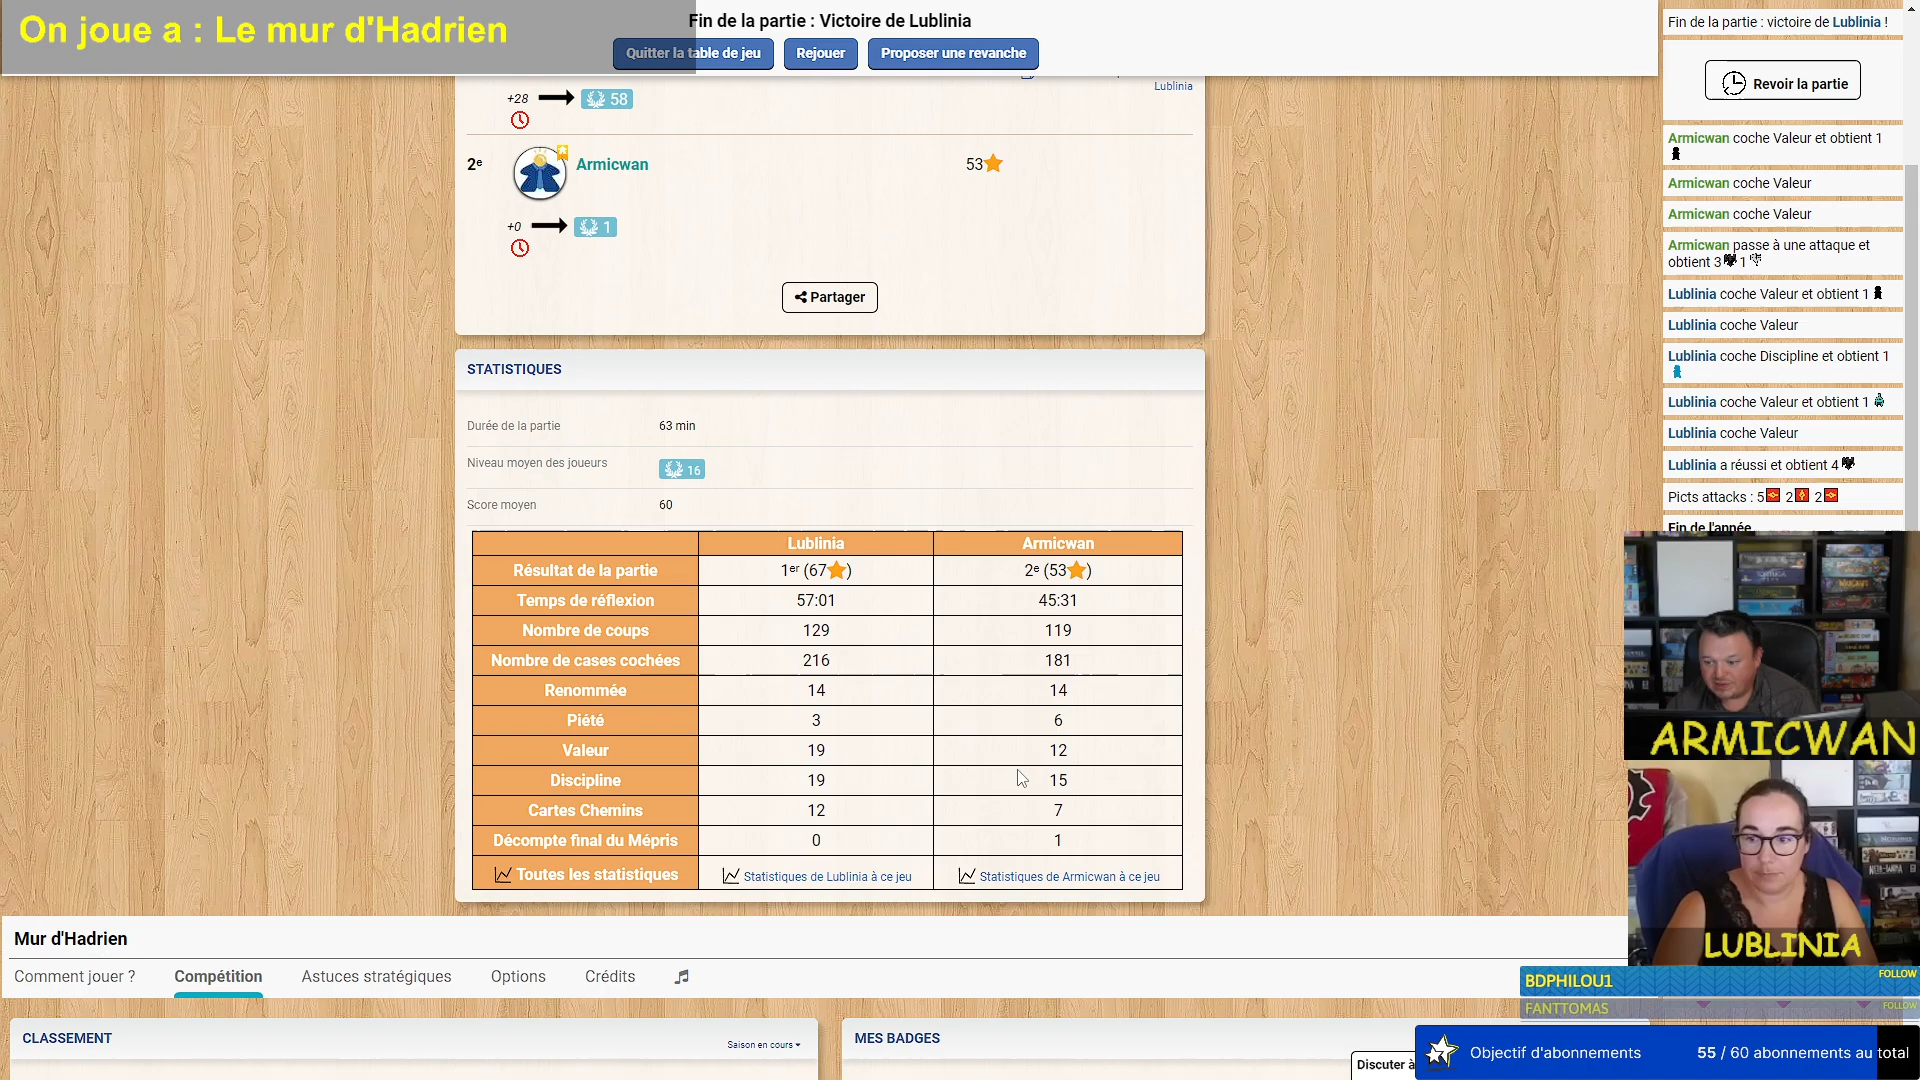 On joue a : Le mur d'Hadrien
Fin de la partie : Victoire de Lublinia
Quitter la table de jeu
Rejouer
Proposer une revanche
Lublinia
+28
58
2e
Armicwan
53
+0
1
Partager
STATISTIQUES
Durée de la partie
63 min
Niveau moyen des joueurs
16
Score moyen
60
Lublinia Armicwan
Résultat de la partie 1er (67) 2e (53)
Temps de réflexion 57:01 45:31
Nombre de coups 129 119
Nombre de cases cochées 216 181
Renommée 14 14
Piété 3 6
Valeur 19 12
Discipline 19 15
Cartes Chemins 12 7
Décompte final du Mépris 0 1
Toutes les statistiques Statistiques de Lublinia à ce jeu Statistiques de Armicwan à ce jeu
Mur d'Hadrien
Comment jouer ?
Compétition
Astuces stratégiques
Options
Crédits
CLASSEMENT
Saison en cours
MES BADGES
Discuter à
Fin de la partie : victoire de Lublinia !
Revoir la partie
Armicwan coche Valeur et obtient 1
Armicwan coche Valeur
Armicwan coche Valeur
Armicwan passe à une attaque et
obtient 3 1
Lublinia coche Valeur et obtient 1
Lublinia coche Valeur
Lublinia coche Discipline et obtient 1
Lublinia coche Valeur et obtient 1
Lublinia coche Valeur
Lublinia a réussi et obtient 4
Picts attacks : 5 2 2
Fin de l'année
ARMICWAN
LUBLINIA
BDPHILOU1
FOLLOW
FANTTOMAS
FOLLOW
Objectif d'abonnements
55 / 60 abonnements au total